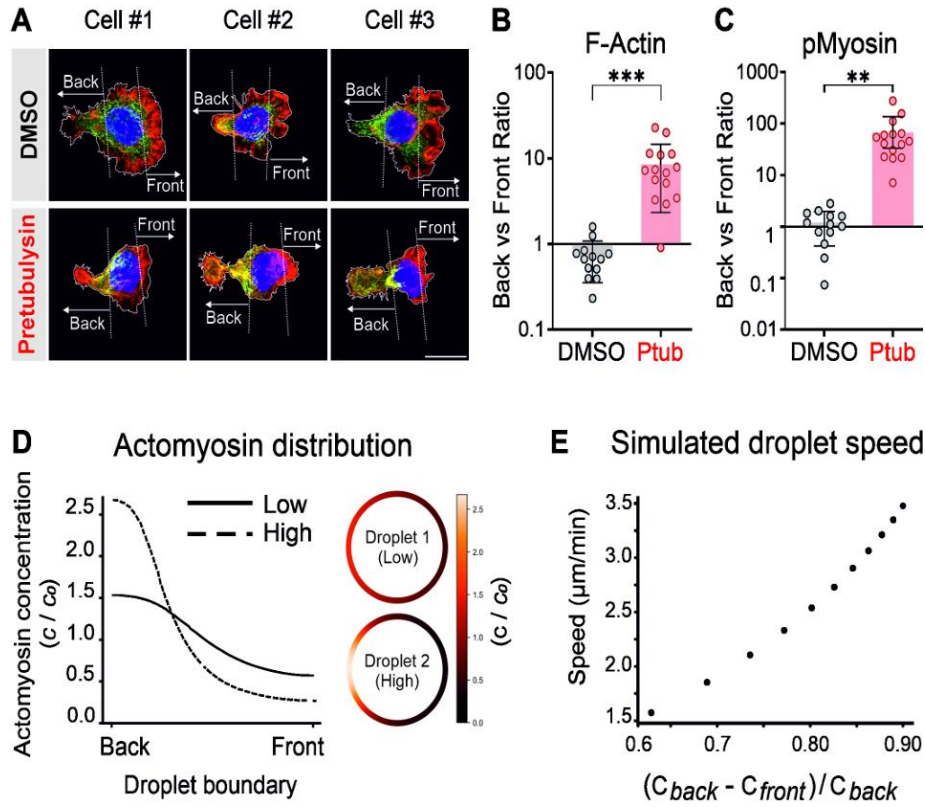 A
Cell #1
Cell #2
Cell #3
DMSO
Back
Front
Back
Front
Back
Front
Pretubulysin
Front
Back
Front
Back
Front
Back
B
F-Actin
***
Back vs Front Ratio
100
10
1
0.1
DMSO
Ptub
C
pMyosin
**
Back vs Front Ratio
1000
100
10
1
0.1
0.01
DMSO
Ptub
D
Actomyosin distribution
Actomyosin concentration
(c / c₀)
2.5
2.0
1.5
1.0
0.5
0.0
Low
High
Back
Front
Droplet boundary
Droplet 1
(Low)
Droplet 2
(High)
2.5
2.0
1.5
1.0
0.5
0.0
(c / c₀)
E
Simulated droplet speed
Speed (μm/min)
3.5
3.0
2.5
2.0
1.5
0.6
0.7
0.80
0.90
(C_back - C_front) / C_back